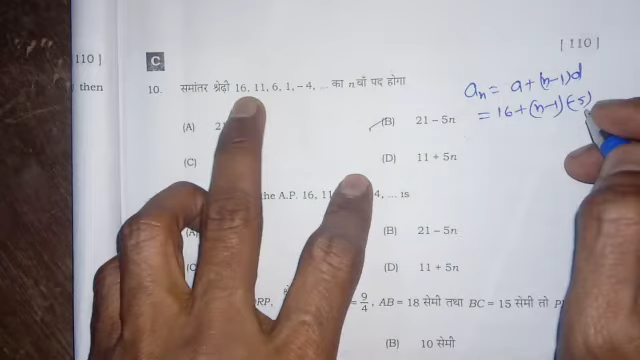 [ 110 ]
110 ]
C
then
10. समांतर श्रेढ़ी 16, 11, 6, 1, – 4, ... का n वाँ पद होगा
aₙ = a + (n-1)d
= 16 + (n-1)(-5)
(A) 2
(B) 21 – 5n
(C)
(D) 11 + 5n
the A.P. 16, 11 4, ... is
(B) 21 – 5n
(D) 11 + 5n
= 9/4, AB = 18 सेमी तथा BC = 15 सेमी तो
(B) 10 सेमी